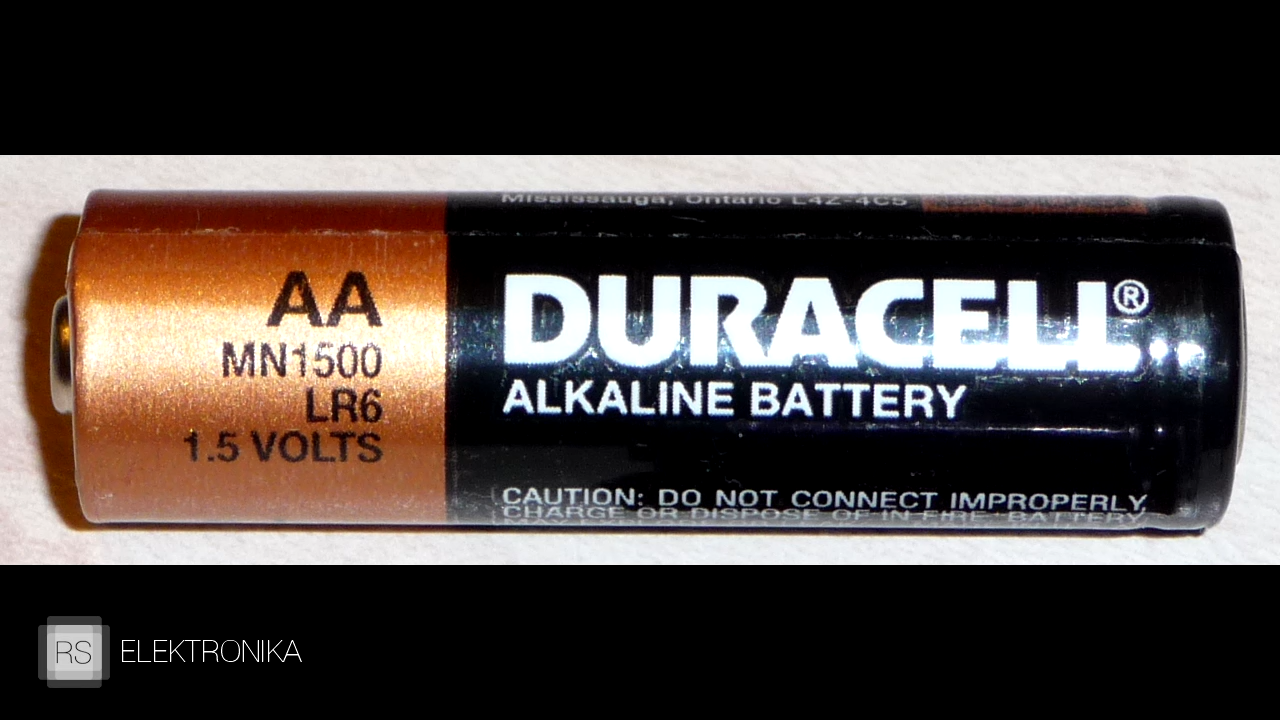 Mississauga, Ontario L4Z-4C5
AA
MN1500
LR6
1.5 VOLTS
DURACELL®
ALKALINE BATTERY
CAUTION: DO NOT CONNECT IMPROPERLY,
CHARGE OR DISPOSE OF IN FIRE. BATTERY
RS ELEKTRONIKA